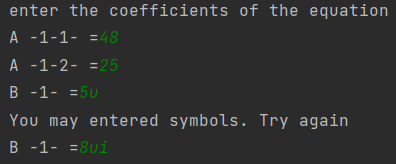 enter the coefficients of the equation
A -1-1- =48
A -1-2- =25
B -1- =5u
You may entered symbols. Try again
B -1- =8ui